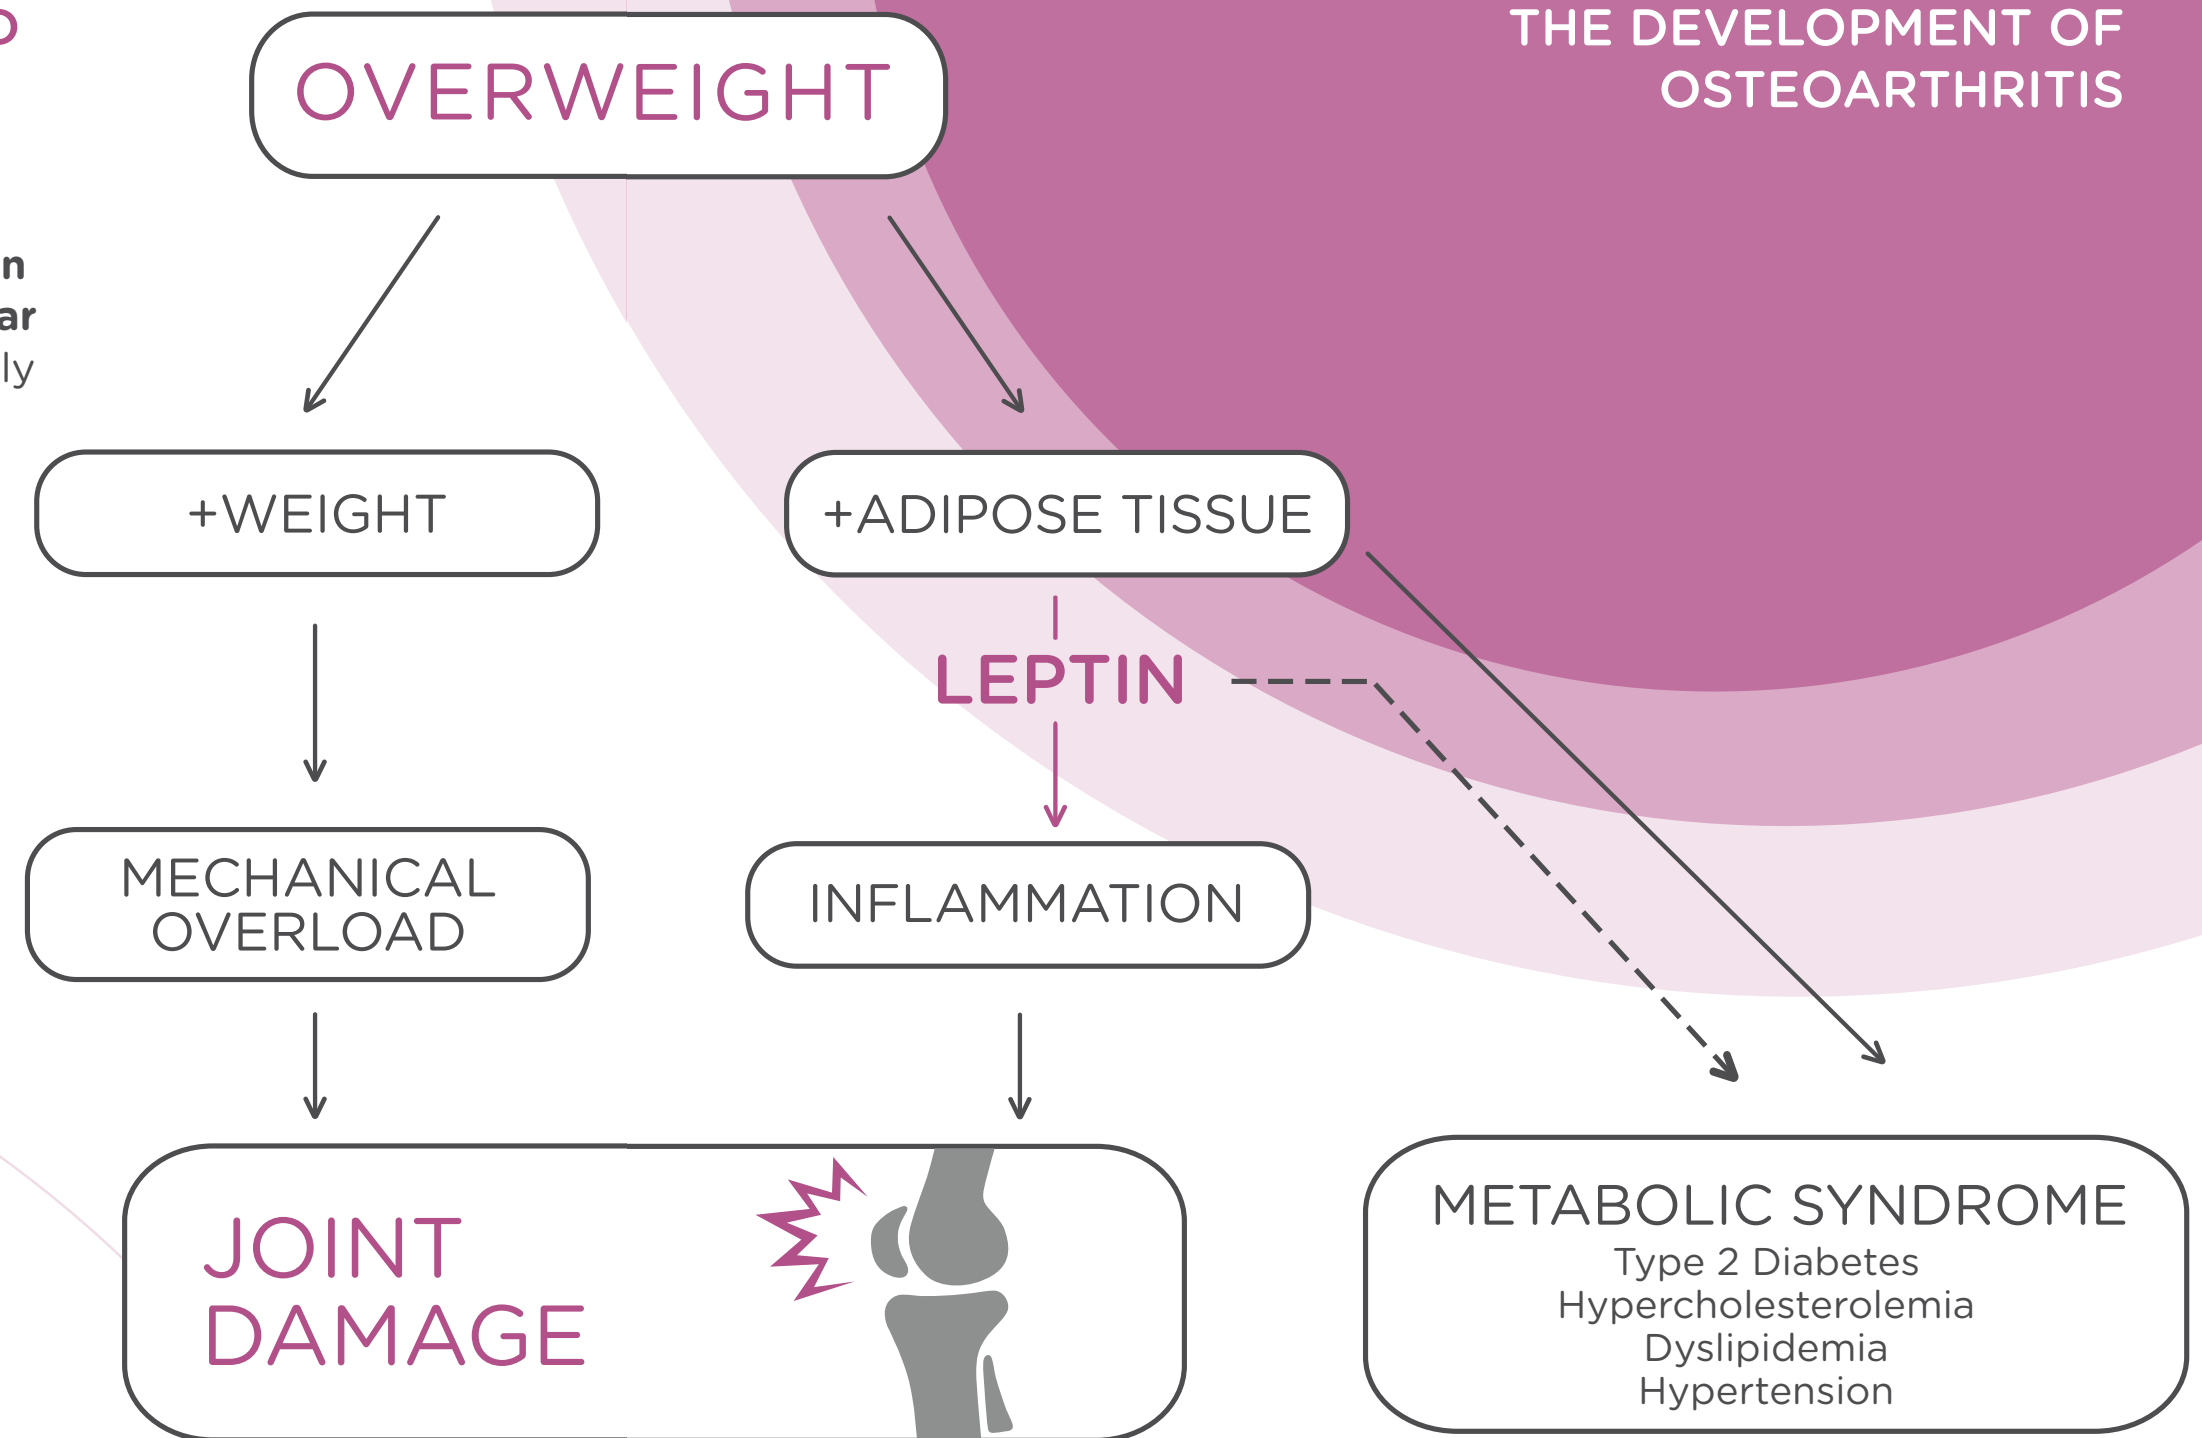 THE DEVELOPMENT OF
OSTEOARTHRITIS
OVERWEIGHT
+WEIGHT
+ADIPOSE TISSUE
LEPTIN
MECHANICAL
OVERLOAD
INFLAMMATION
JOINT
DAMAGE
METABOLIC SYNDROME
Type 2 Diabetes
Hypercholesterolemia
Dyslipidemia
Hypertension